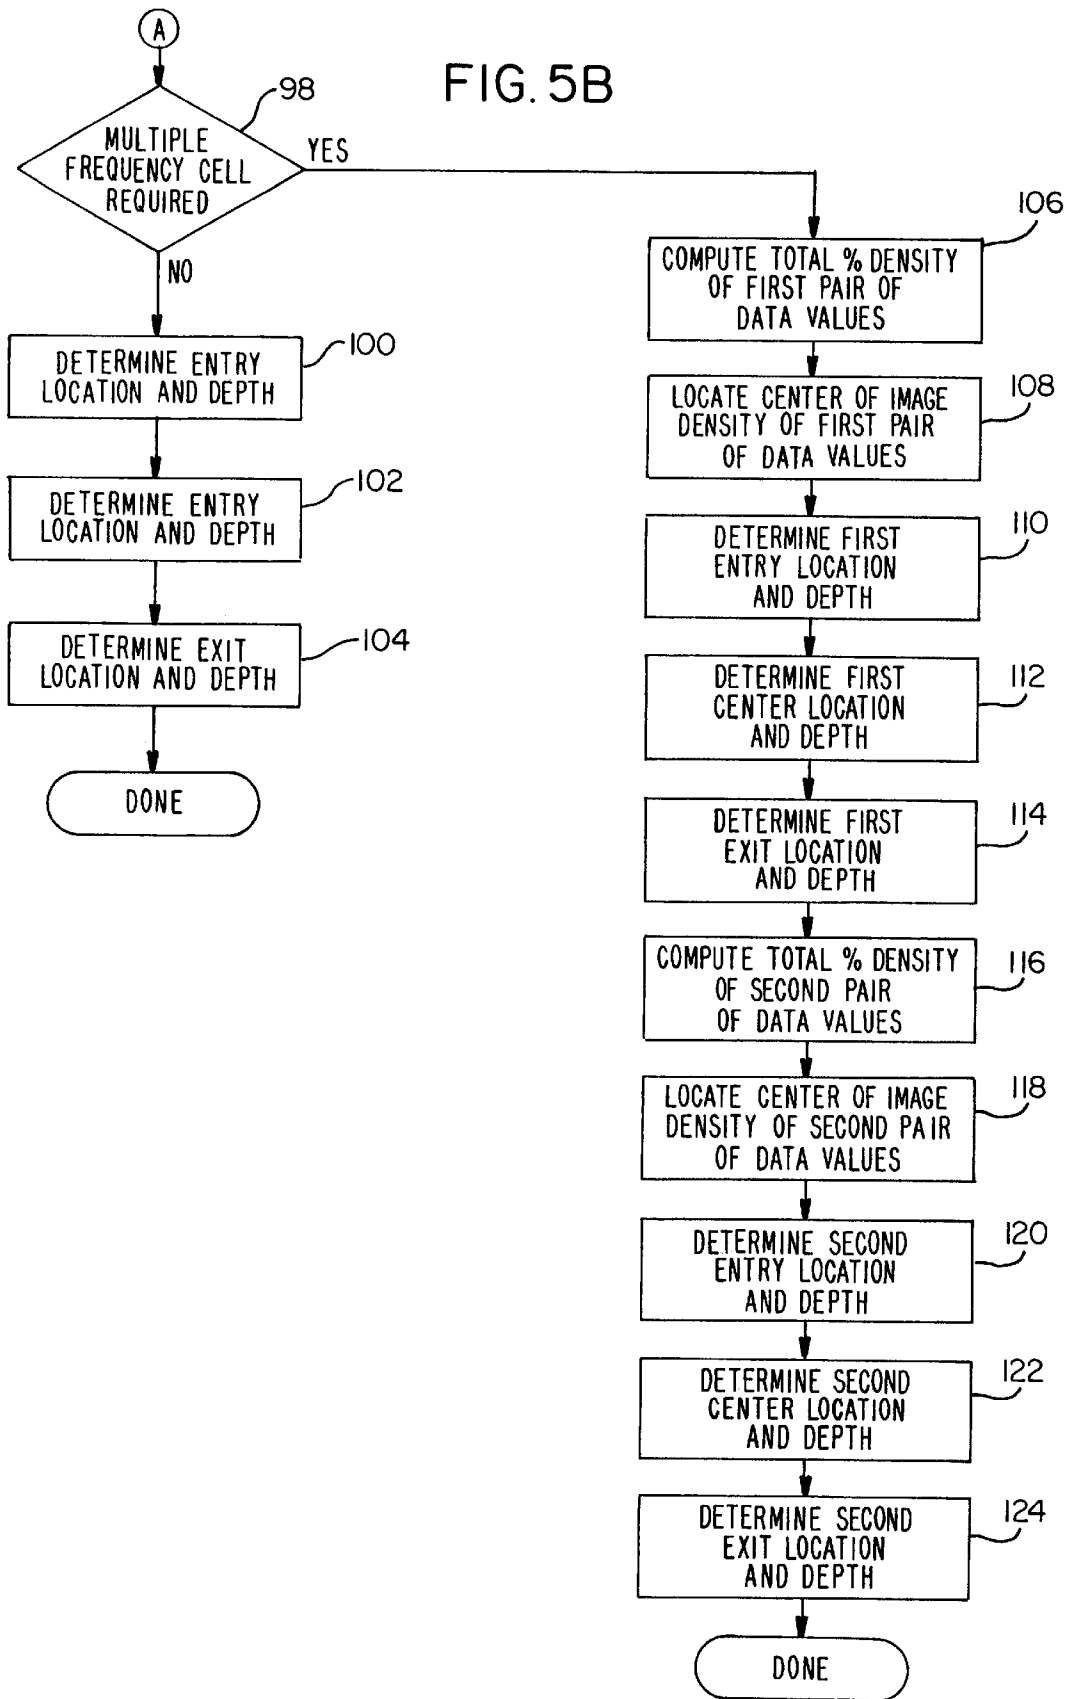 A
FIG. 5B
98
MULTIPLE
FREQUENCY CELL
REQUIRED
YES
NO
100
DETERMINE ENTRY
LOCATION AND DEPTH
102
DETERMINE ENTRY
LOCATION AND DEPTH
104
DETERMINE EXIT
LOCATION AND DEPTH
DONE
106
COMPUTE TOTAL % DENSITY
OF FIRST PAIR OF
DATA VALUES
108
LOCATE CENTER OF IMAGE
DENSITY OF FIRST PAIR
OF DATA VALUES
110
DETERMINE FIRST
ENTRY LOCATION
AND DEPTH
112
DETERMINE FIRST
CENTER LOCATION
AND DEPTH
114
DETERMINE FIRST
EXIT LOCATION
AND DEPTH
116
COMPUTE TOTAL % DENSITY
OF SECOND PAIR
OF DATA VALUES
118
LOCATE CENTER OF IMAGE
DENSITY OF SECOND PAIR
OF DATA VALUES
120
DETERMINE SECOND
ENTRY LOCATION
AND DEPTH
122
DETERMINE SECOND
CENTER LOCATION
AND DEPTH
124
DETERMINE SECOND
EXIT LOCATION
AND DEPTH
DONE